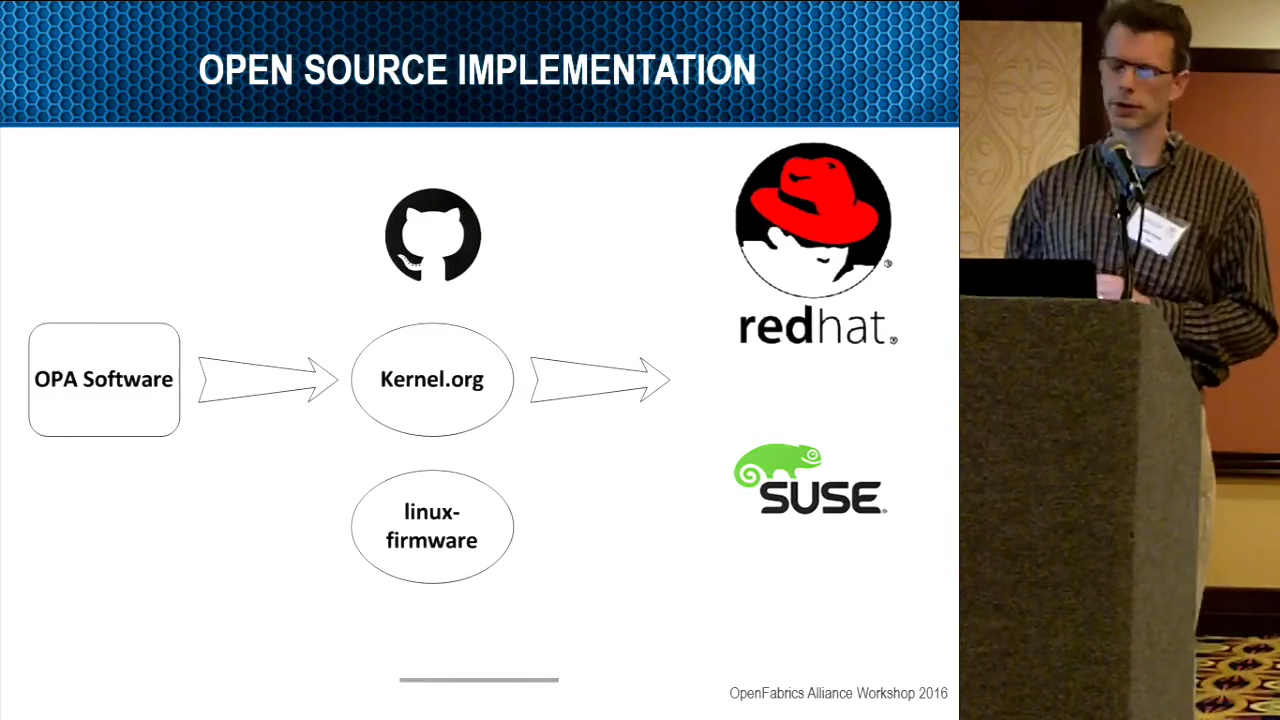 OPEN SOURCE IMPLEMENTATION
redhat.
OPA Software
Kernel.org
SUSE
linux-
firmware
OpenFabrics Alliance Workshop 2016